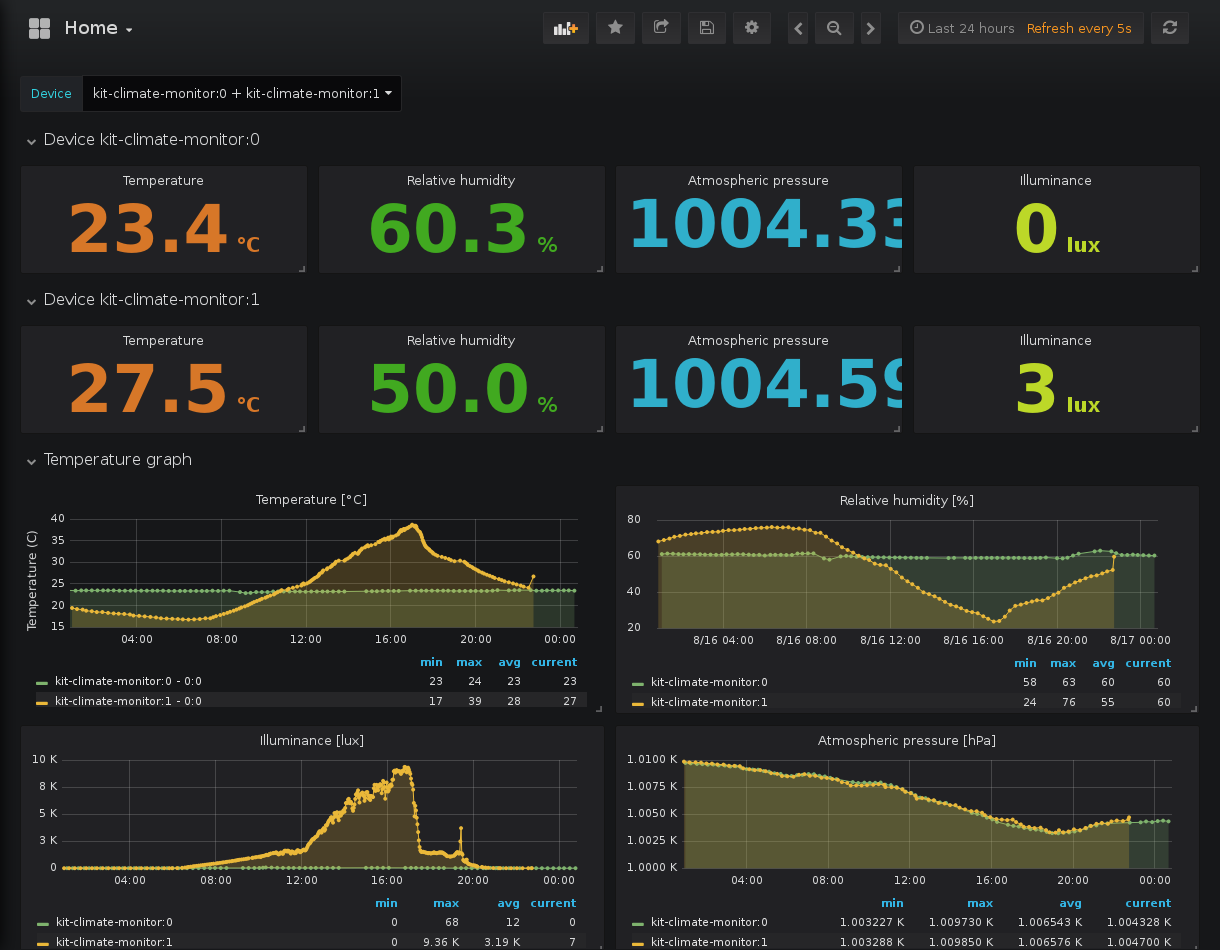 Home
Last 24 hours Refresh every 5s
Device kit-climate-monitor:0 + kit-climate-monitor:1
Device kit-climate-monitor:0
Temperature Relative humidity Atmospheric pressure Illuminance
23.4 °C 60.3 % 1004.33 0 lux
Device kit-climate-monitor:1
Temperature Relative humidity Atmospheric pressure Illuminance
27.5 °C 50.0 % 1004.59 3 lux
Temperature graph
Temperature [°C]
Temperature (C)
40
35
30
25
20
15
04:00 08:00 12:00 16:00 20:00 00:00
min max avg current
kit-climate-monitor:0 - 0:0 23 24 23 23
kit-climate-monitor:1 - 0:0 17 39 28 27
Relative humidity [%]
80
60
40
20
8/16 04:00 8/16 08:00 8/16 12:00 8/16 16:00 8/16 20:00 8/17 00:00
min max avg current
kit-climate-monitor:0 58 63 60 60
kit-climate-monitor:1 24 76 55 60
Illuminance [lux]
10 K
8 K
5 K
3 K
0
04:00 08:00 12:00 16:00 20:00 00:00
min max avg current
kit-climate-monitor:0 0 68 12 0
kit-climate-monitor:1 0 9.36 K 3.19 K 7
Atmospheric pressure [hPa]
1.0100 K
1.0075 K
1.0050 K
1.0025 K
1.0000 K
04:00 08:00 12:00 16:00 20:00 00:00
min max avg current
kit-climate-monitor:0 1.003227 K 1.009730 K 1.006543 K 1.004328 K
kit-climate-monitor:1 1.003288 K 1.009850 K 1.006576 K 1.004700 K